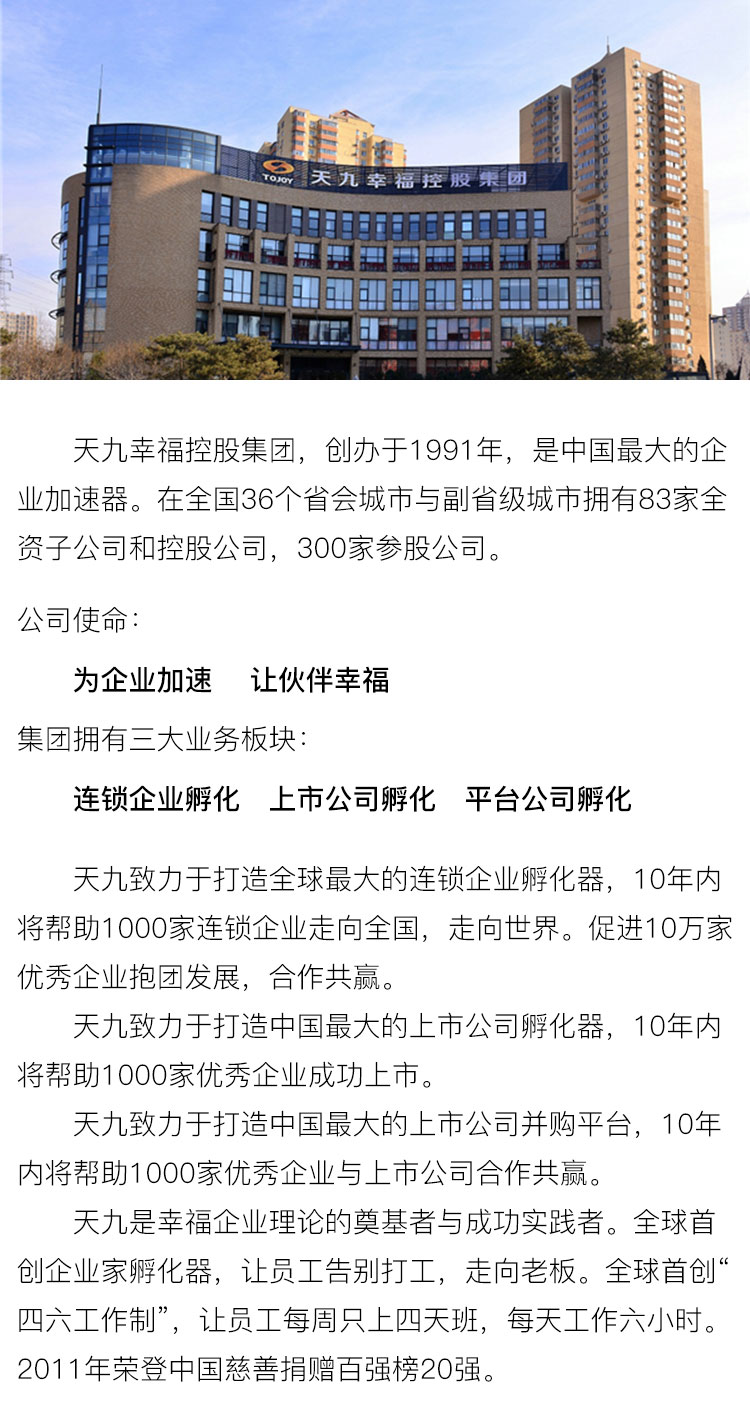 TOJOY 天九幸福控股集团
天九幸福控股集团，创办于1991年，是中国最大的企
业加速器。在全国36个省会城市与副省级城市拥有83家全
资子公司和控股公司，300家参股公司。
公司使命：
为企业加速 让伙伴幸福
集团拥有三大业务板块：
连锁企业孵化 上市公司孵化 平台公司孵化
天九致力于打造全球最大的连锁企业孵化器，10年内
将帮助1000家连锁企业走向全国，走向世界。促进10万家
优秀企业抱团发展，合作共赢。
天九致力于打造中国最大的上市公司孵化器，10年内
将帮助1000家优秀企业成功上市。
天九致力于打造中国最大的上市公司并购平台，10年
内将帮助1000家优秀企业与上市公司合作共赢。
天九是幸福企业理论的奠基者与成功实践者。全球首
创企业家孵化器，让员工告别打工，走向老板。全球首创“
四六工作制”，让员工每周只上四天班，每天工作六小时。
2011年荣登中国慈善捐赠百强榜20强。